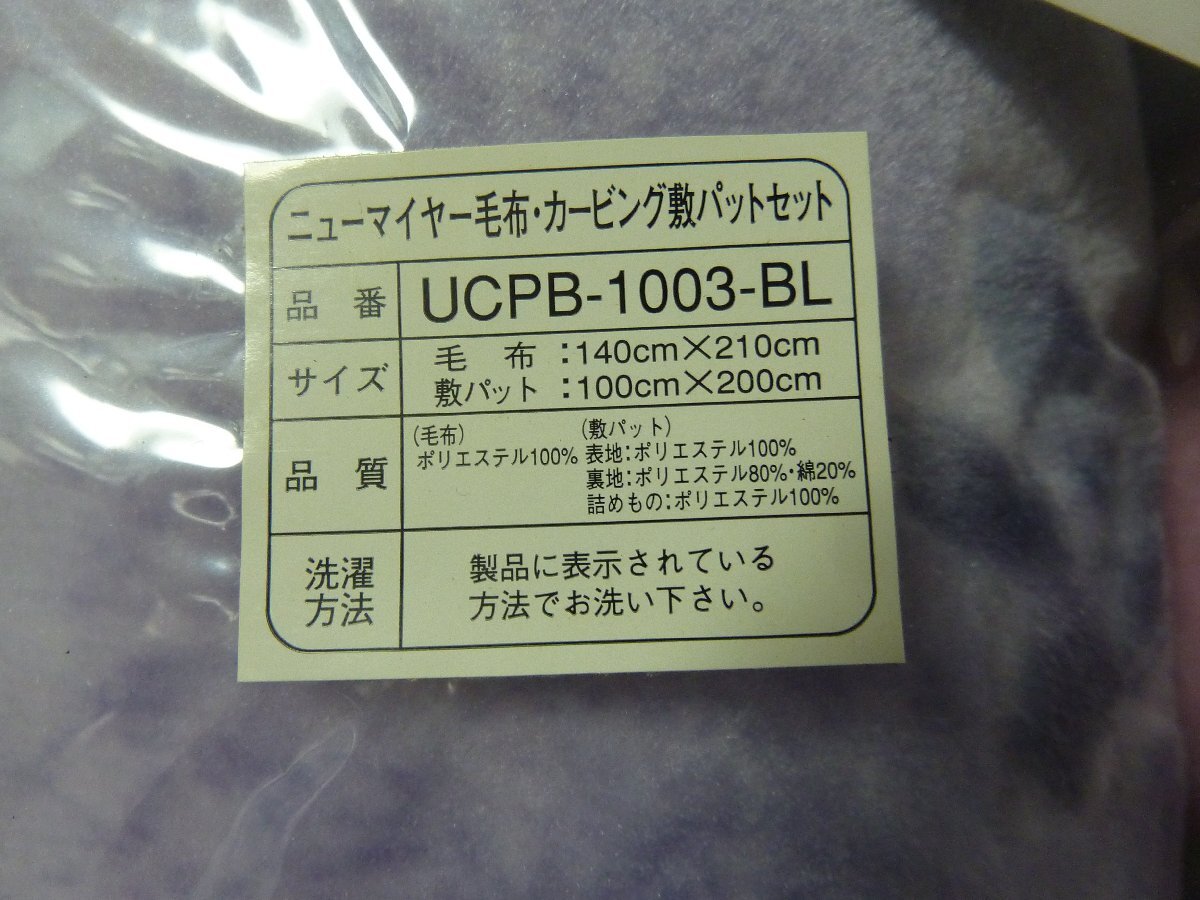 ニューマイヤー毛布・カービング敷パットセット
品番 UCPB-1003-BL
サイズ 毛布:140cm×210cm
敷パット:100cm×200cm
品質 (毛布) (敷パット)
ポリエステル100% 表地:ポリエステル100%
裏地:ポリエステル80%・綿20%
詰めもの:ポリエステル100%
洗濯方法 製品に表示されている
方法でお洗い下さい。